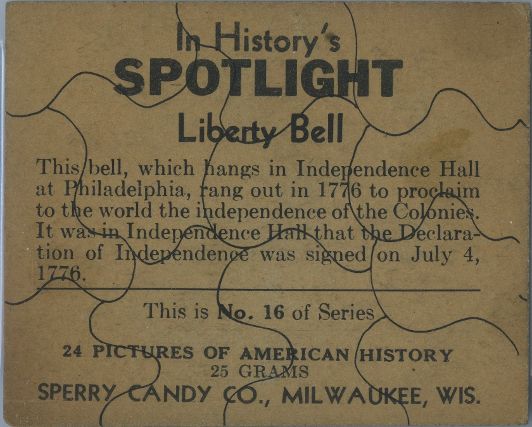 In History's
SPOTLIGHT
Liberty Bell
This bell, which hangs in Independence Hall
at Philadelphia, rang out in 1776 to proclaim
to the world the independence of the Colonies.
It was in Independence Hall that the Declara-
tion of Independence was signed on July 4,
1776.
This is No. 16 of Series
24 PICTURES OF AMERICAN HISTORY
25 GRAMS
SPERRY CANDY CO., MILWAUKEE, WIS.